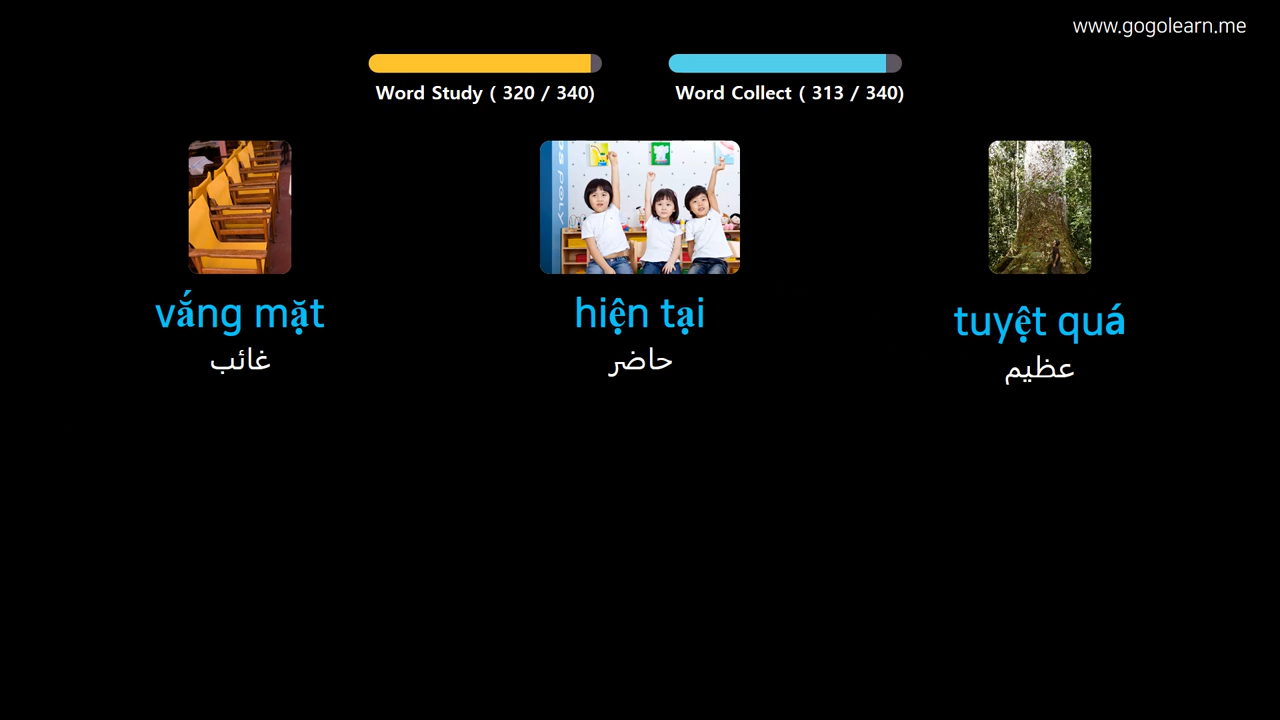 www.gogolearn.me
Word Study ( 320 / 340)
Word Collect ( 313 / 340)
vắng mặt
غائب
hiện tại
حاضر
tuyệt quá
عظيم